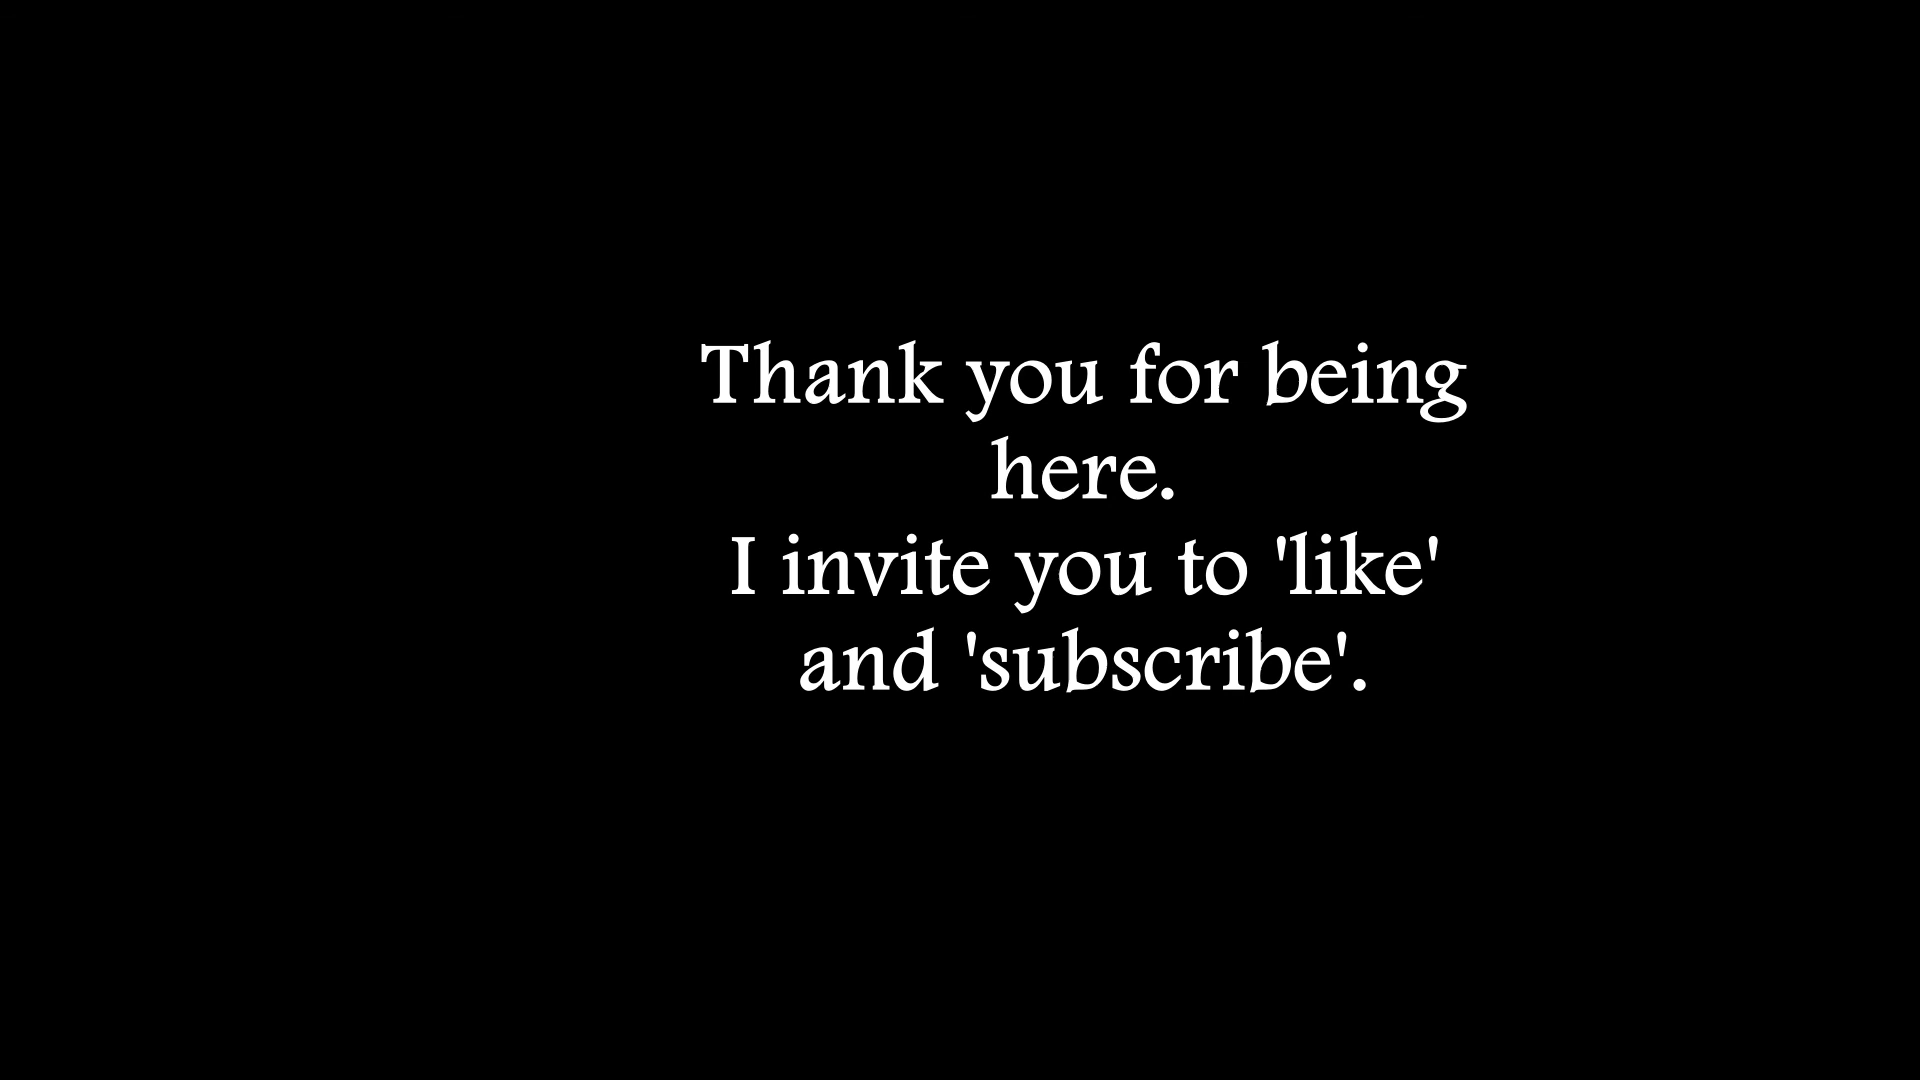 Thank you for being
here.
I invite you to 'like'
and 'subscribe'.